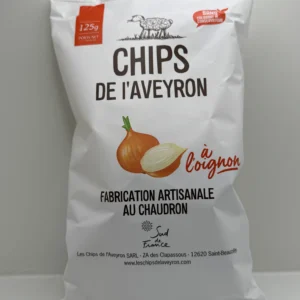 125g
CHIPS
DE l'AVEYRON
à
l'oignon
FABRICATION ARTISANALE
AU CHAUDRON
Sud
de
France
Les Chips de l'Aveyron SARL - ZA des Clapassous - 12620 Saint-Beauzély
www.leschipsdelaveyron.com